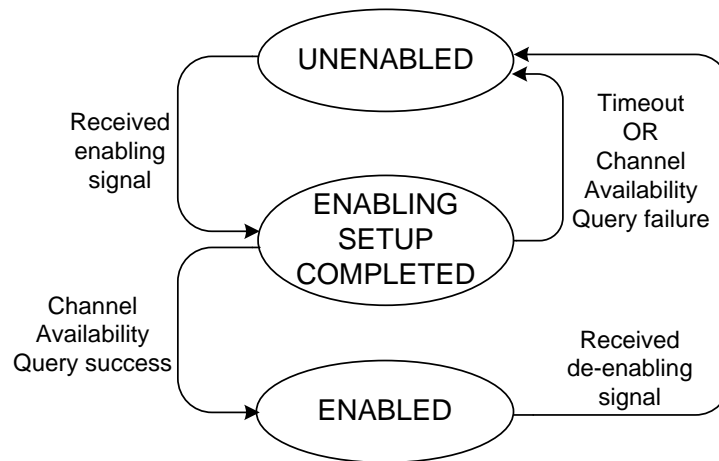 UNENABLED
Received
enabling
signal
Timeout
OR
Channel
Availability
Query failure
ENABLING
SETUP
COMPLETED
Channel
Availability
Query success
Received
de-enabling
signal
ENABLED